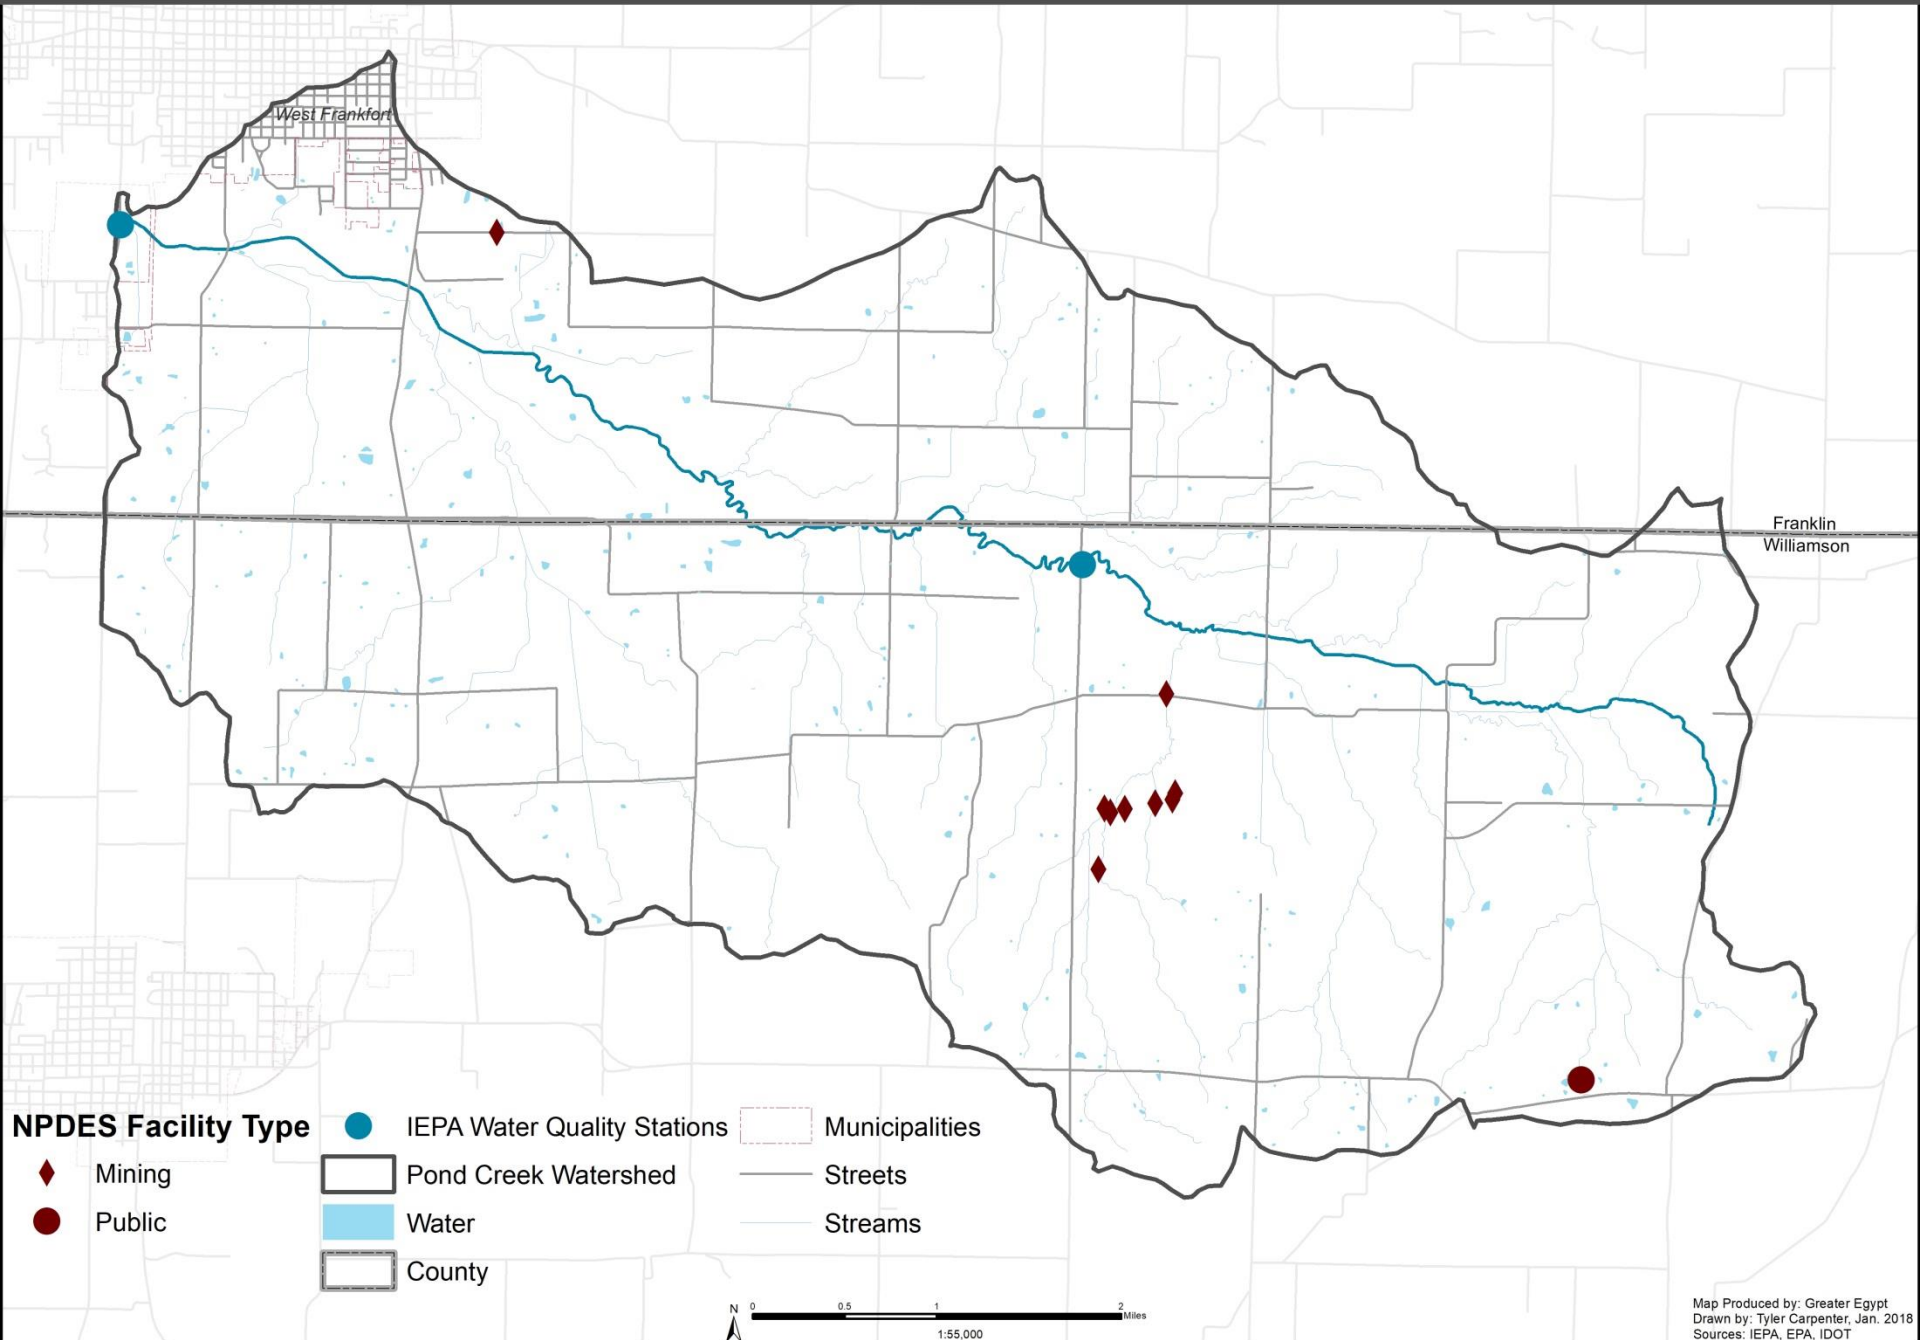 West Frankfort
Franklin
Williamson
NPDES Facility Type
Mining
Public
IEPA Water Quality Stations
Pond Creek Watershed
Water
County
Municipalities
Streets
Streams
N
0 0.5 1 2
Miles
1:55,000
Map Produced by: Greater Egypt
Drawn by: Tyler Carpenter, Jan. 2018
Sources: IEPA, EPA, IDOT